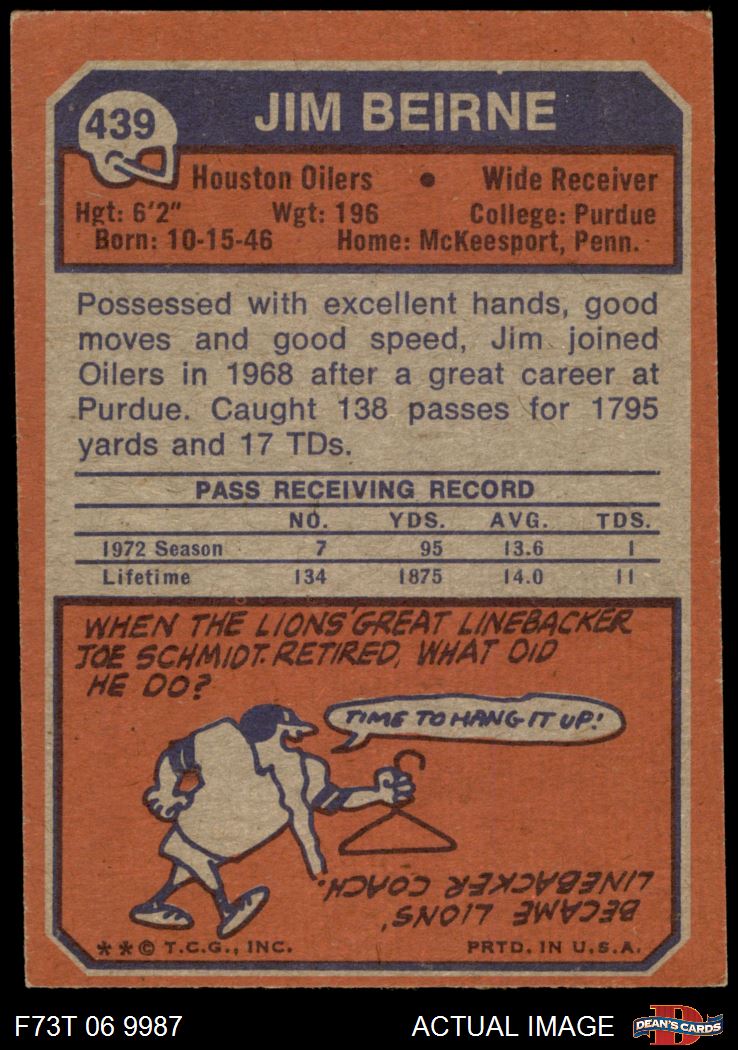 439
JIM BEIRNE
Houston Oilers • Wide Receiver
Hgt: 6'2" Wgt: 196 College: Purdue
Born: 10-15-46 Home: McKeesport, Penn.
Possessed with excellent hands, good
moves and good speed, Jim joined
Oilers in 1968 after a great career at
Purdue. Caught 138 passes for 1795
yards and 17 TDs.
PASS RECEIVING RECORD
NO. YDS. AVG. TDS.
1972 Season 7 95 13.6 1
Lifetime 134 1875 14.0 11
WHEN THE LIONS' GREAT LINEBACKER
JOE SCHMIDT RETIRED, WHAT DID
HE DO?
TIME TO HANG IT UP!
BECAME LIONS'
LINEBACKER COACH.
**© T.C.G., INC. PRTD. IN U.S.A.
F73T 06 9987 ACTUAL IMAGE D DEAN'S CARDS